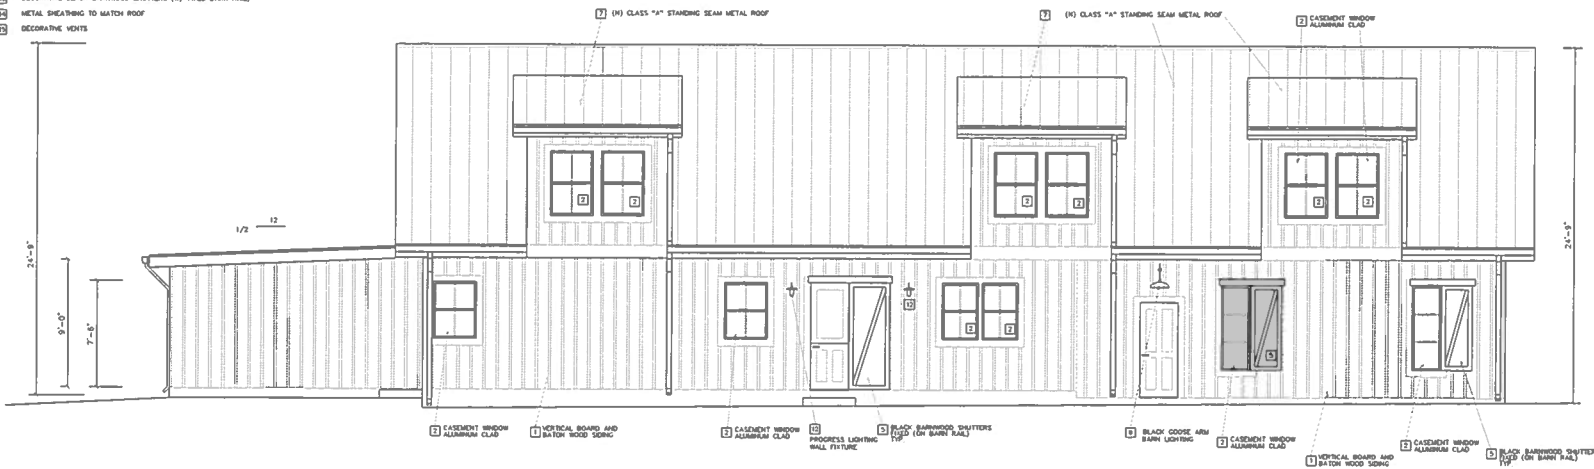 METAL SHEATHING TO MATCH ROOF
15 DECORATIVE VENTS
7 (N) CLASS "A" STANDING SEAM METAL ROOF
7 (N) CLASS "A" STANDING SEAM METAL ROOF
2 CASEMENT WINDOW
ALUMINUM CLAD
24'-9"
9'-0"
7'-6"
1/2
12
2
2
2
2
2
2
12
2
2
5
24'-9"
2 CASEMENT WINDOW
ALUMINUM CLAD
1 VERTICAL BOARD AND
BATON WOOD SIDING
2 CASEMENT WINDOW
ALUMINUM CLAD
12
PROGRESS LIGHTING
WALL FIXTURE
5 BLACK BARNWOOD SHUTTERS
FIXED (ON BARN RAIL)
TYP
8 BLACK GOOSE ARM
BARN LIGHTING
2 CASEMENT WINDOW
ALUMINUM CLAD
1 VERTICAL BOARD AND
BATON WOOD SIDING
2 CASEMENT WINDOW
ALUMINUM CLAD
5 BLACK BARNWOOD SHUTTER
FIXED (ON BARN RAIL)
TYP